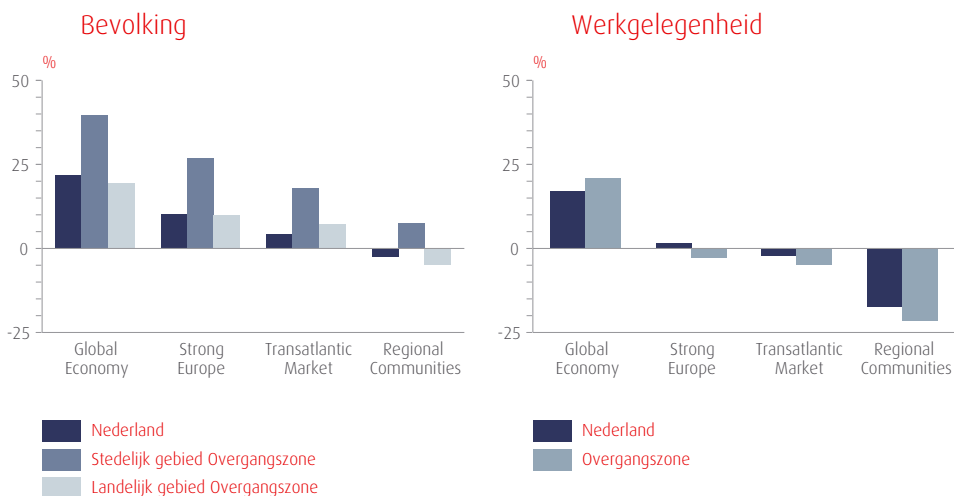 Bevolking
%
50
25
0
-25
Global
Economy
Strong
Europe
Transatlantic
Market
Regional
Communities
Nederland
Stedelijk gebied Overgangszone
Landelijk gebied Overgangszone
Werkgelegenheid
%
50
25
0
-25
Global
Economy
Strong
Europe
Transatlantic
Market
Regional
Communities
Nederland
Overgangszone